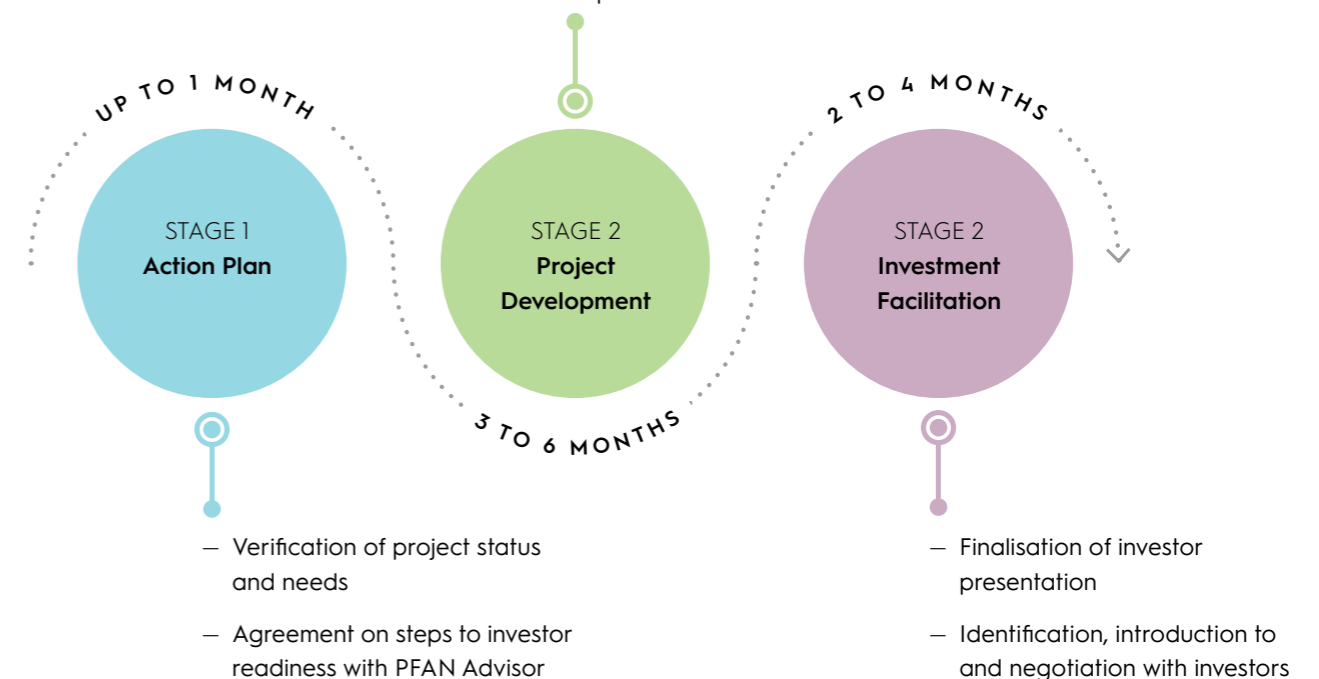 UP TO 1 MONTH
2 TO 4 MONTHS
STAGE 1
Action Plan
STAGE 2
Project
Development
STAGE 2
Investment
Facilitation
3 TO 6 MONTHS
— Verification of project status
and needs
— Agreement on steps to investor
readiness with PFAN Advisor
— Finalisation of investor
presentation
— Identification, introduction to
and negotiation with investors